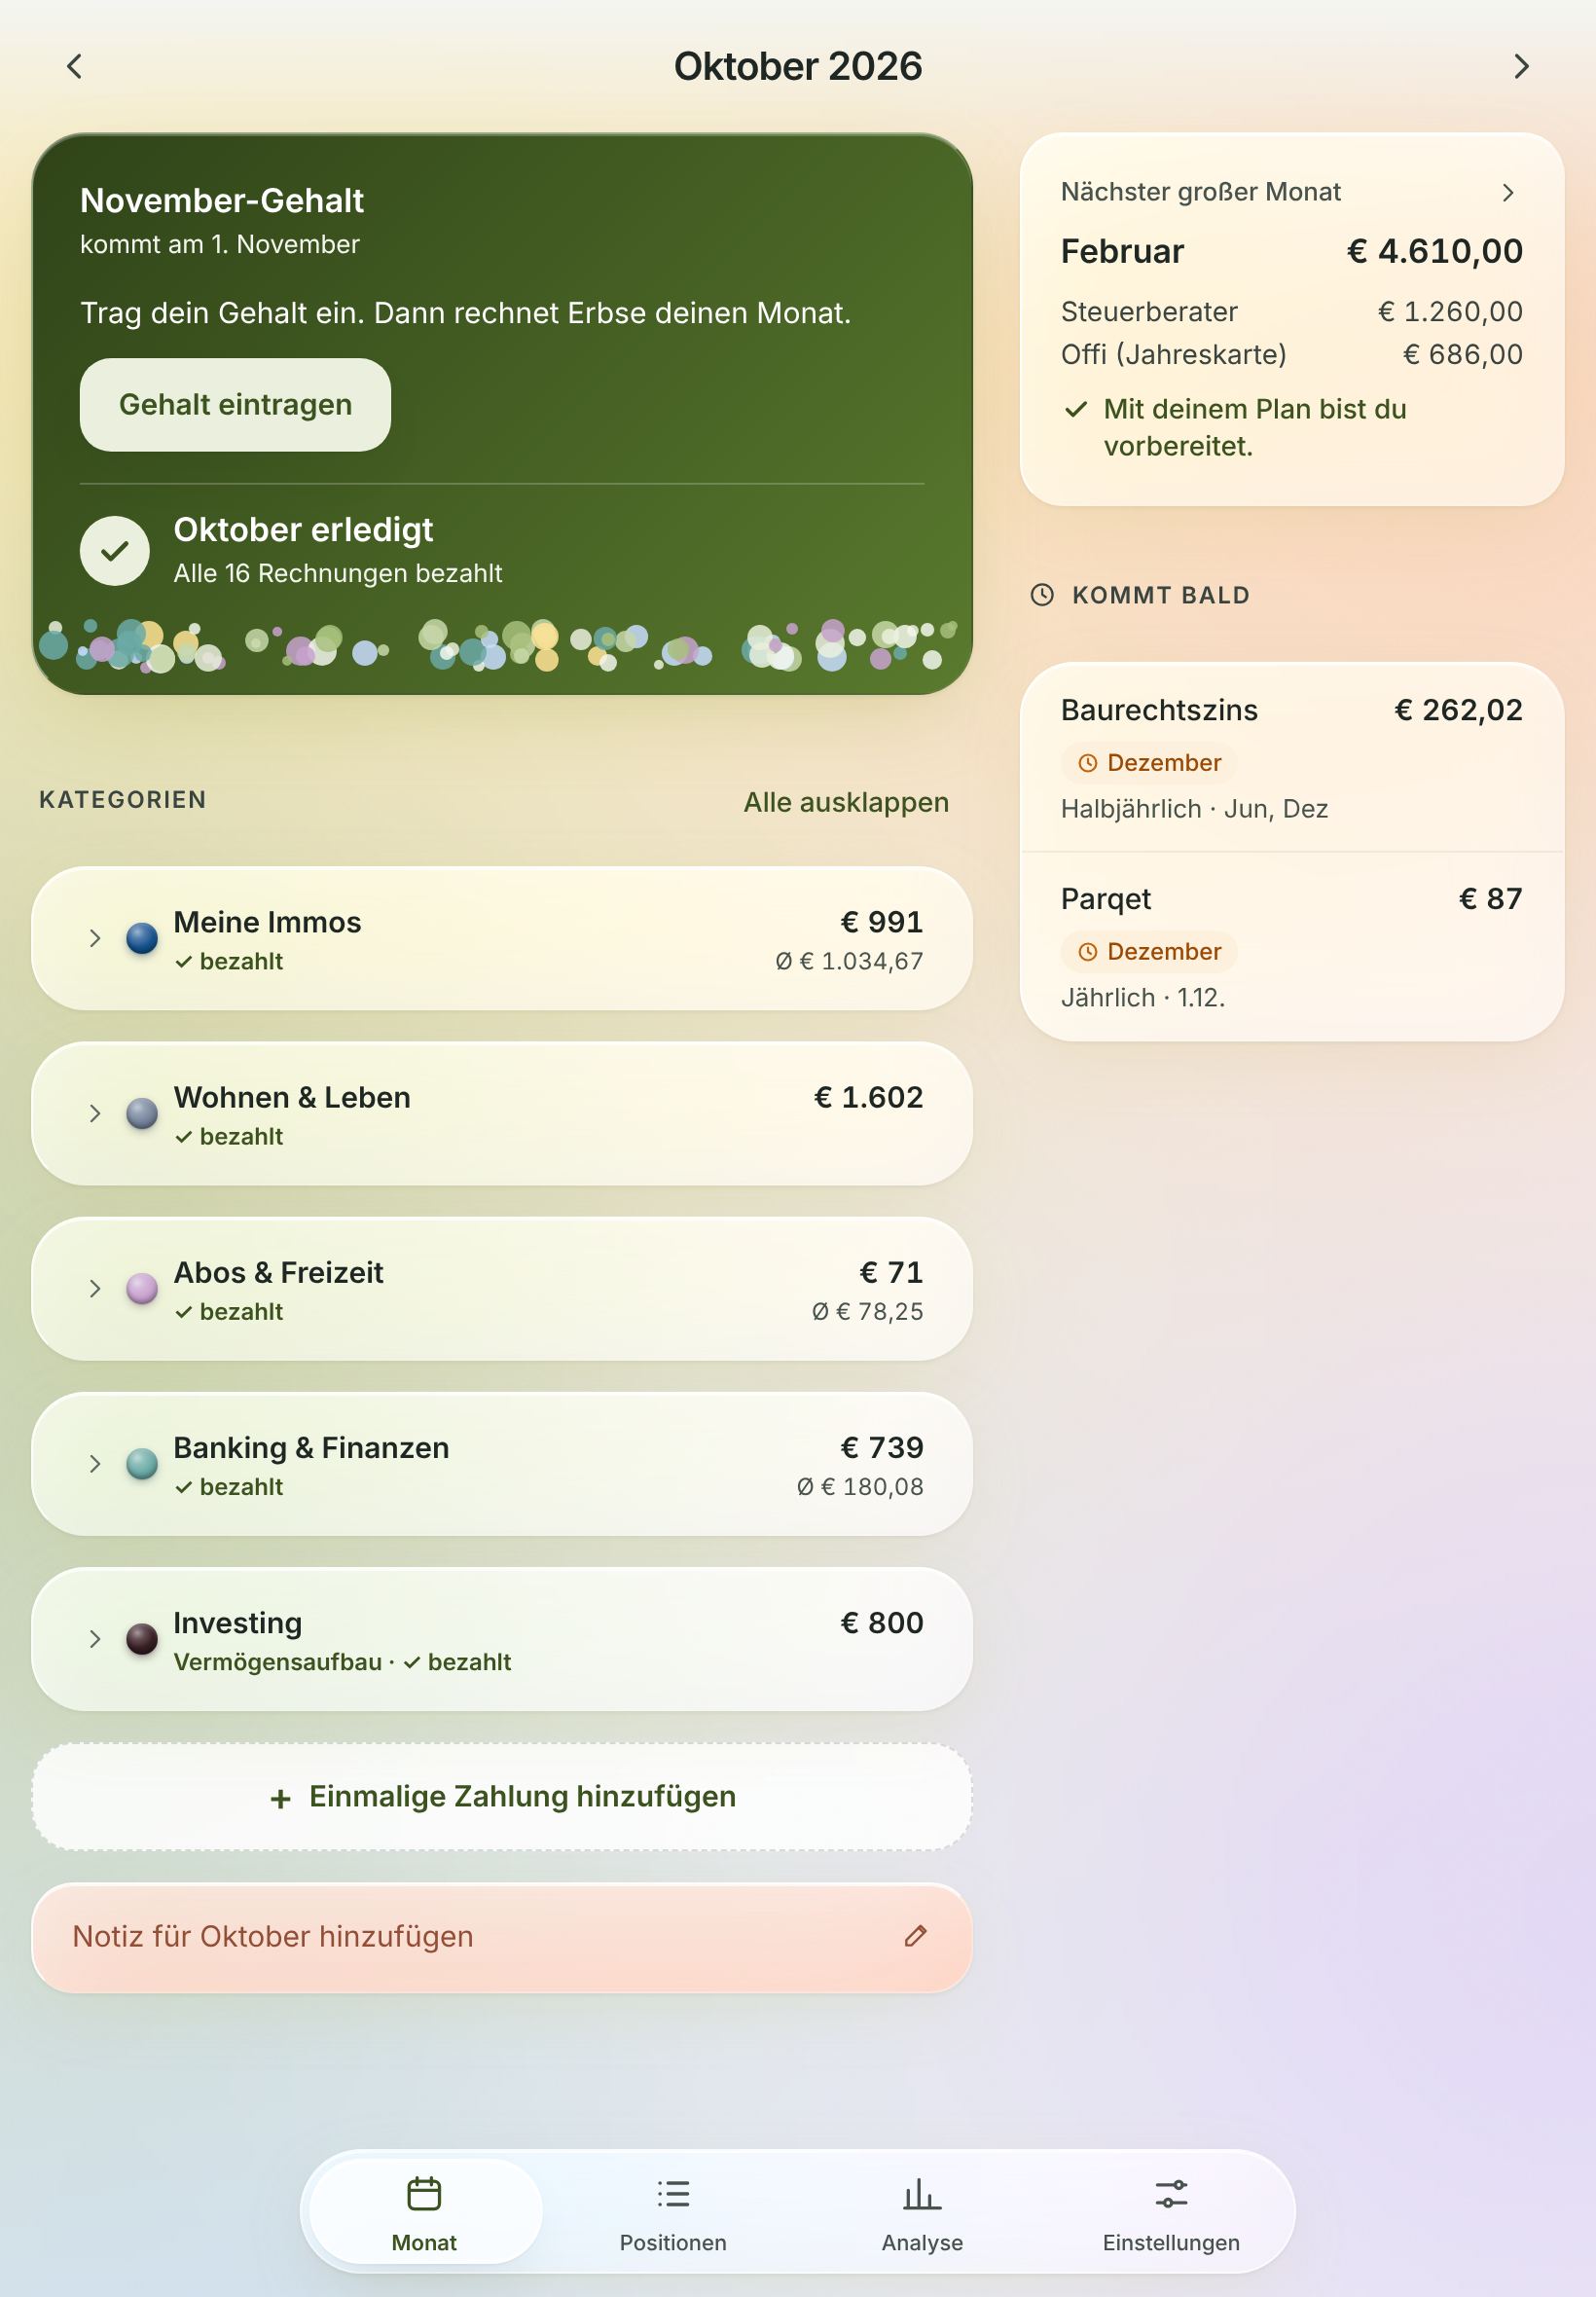 Oktober 2026
November-Gehalt
kommt am 1. November
Trag dein Gehalt ein. Dann rechnet Erbse deinen Monat.
Gehalt eintragen
Oktober erledigt
Alle 16 Rechnungen bezahlt
KATEGORIEN
Alle ausklappen
Meine Immos
€ 991
✓ bezahlt
Ø € 1.034,67
Wohnen & Leben
€ 1.602
✓ bezahlt
Abos & Freizeit
€ 71
✓ bezahlt
Ø € 78,25
Banking & Finanzen
€ 739
✓ bezahlt
Ø € 180,08
Investing
€ 800
Vermögensaufbau · ✓ bezahlt
+ Einmalige Zahlung hinzufügen
Notiz für Oktober hinzufügen
Nächster großer Monat
Februar
€ 4.610,00
Steuerberater
€ 1.260,00
Offi (Jahreskarte)
€ 686,00
Mit deinem Plan bist du
vorbereitet.
KOMMT BALD
Baurechtszins
€ 262,02
Dezember
Halbjährlich · Jun, Dez
Parqet
€ 87
Dezember
Jährlich · 1.12.
Monat
Positionen
Analyse
Einstellungen